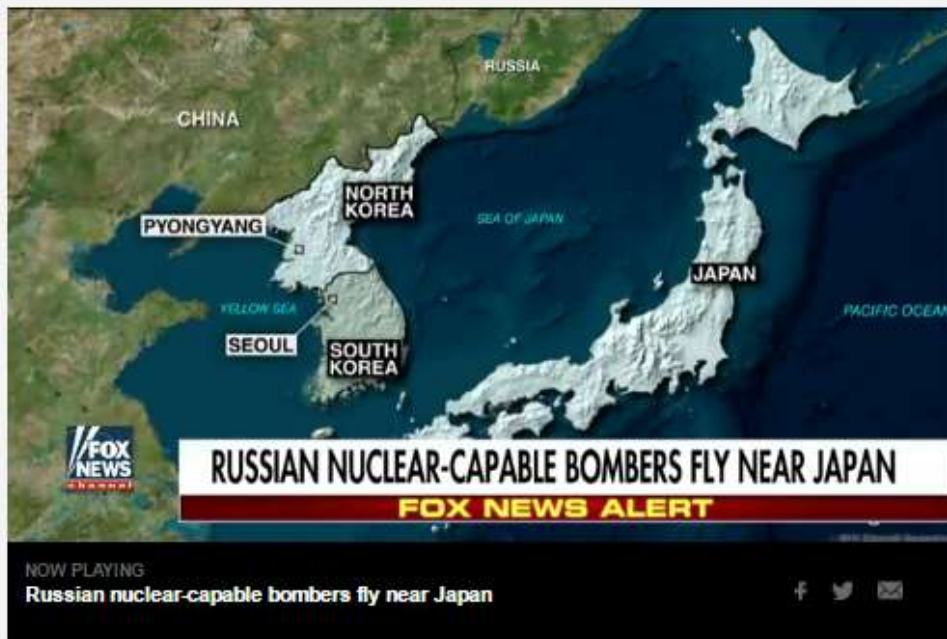 RUSSIA
CHINA
NORTH
KOREA
PYONGYANG
SEA OF JAPAN
JAPAN
YELLOW SEA
PACIFIC OCEAN
SEOUL
SOUTH
KOREA
FOX
NEWS
channel
RUSSIAN NUCLEAR-CAPABLE BOMBERS FLY NEAR JAPAN
FOX NEWS ALERT
NOW PLAYING
Russian nuclear-capable bombers fly near Japan